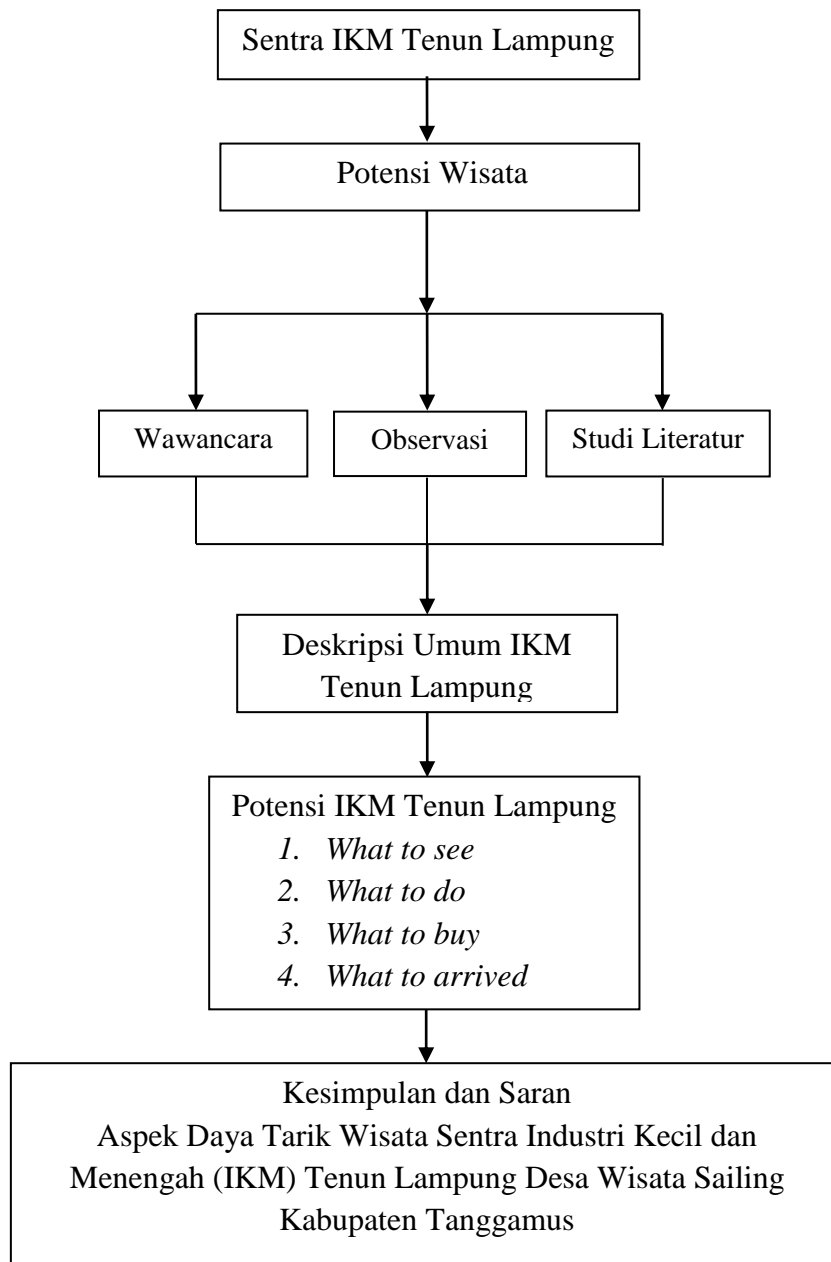 Sentra IKM Tenun Lampung
Potensi Wisata
Wawancara
Observasi
Studi Literatur
Deskripsi Umum IKM
Tenun Lampung
Potensi IKM Tenun Lampung
1. What to see
2. What to do
3. What to buy
4. What to arrived
Kesimpulan dan Saran
Aspek Daya Tarik Wisata Sentra Industri Kecil dan
Menengah (IKM) Tenun Lampung Desa Wisata Sailing
Kabupaten Tanggamus